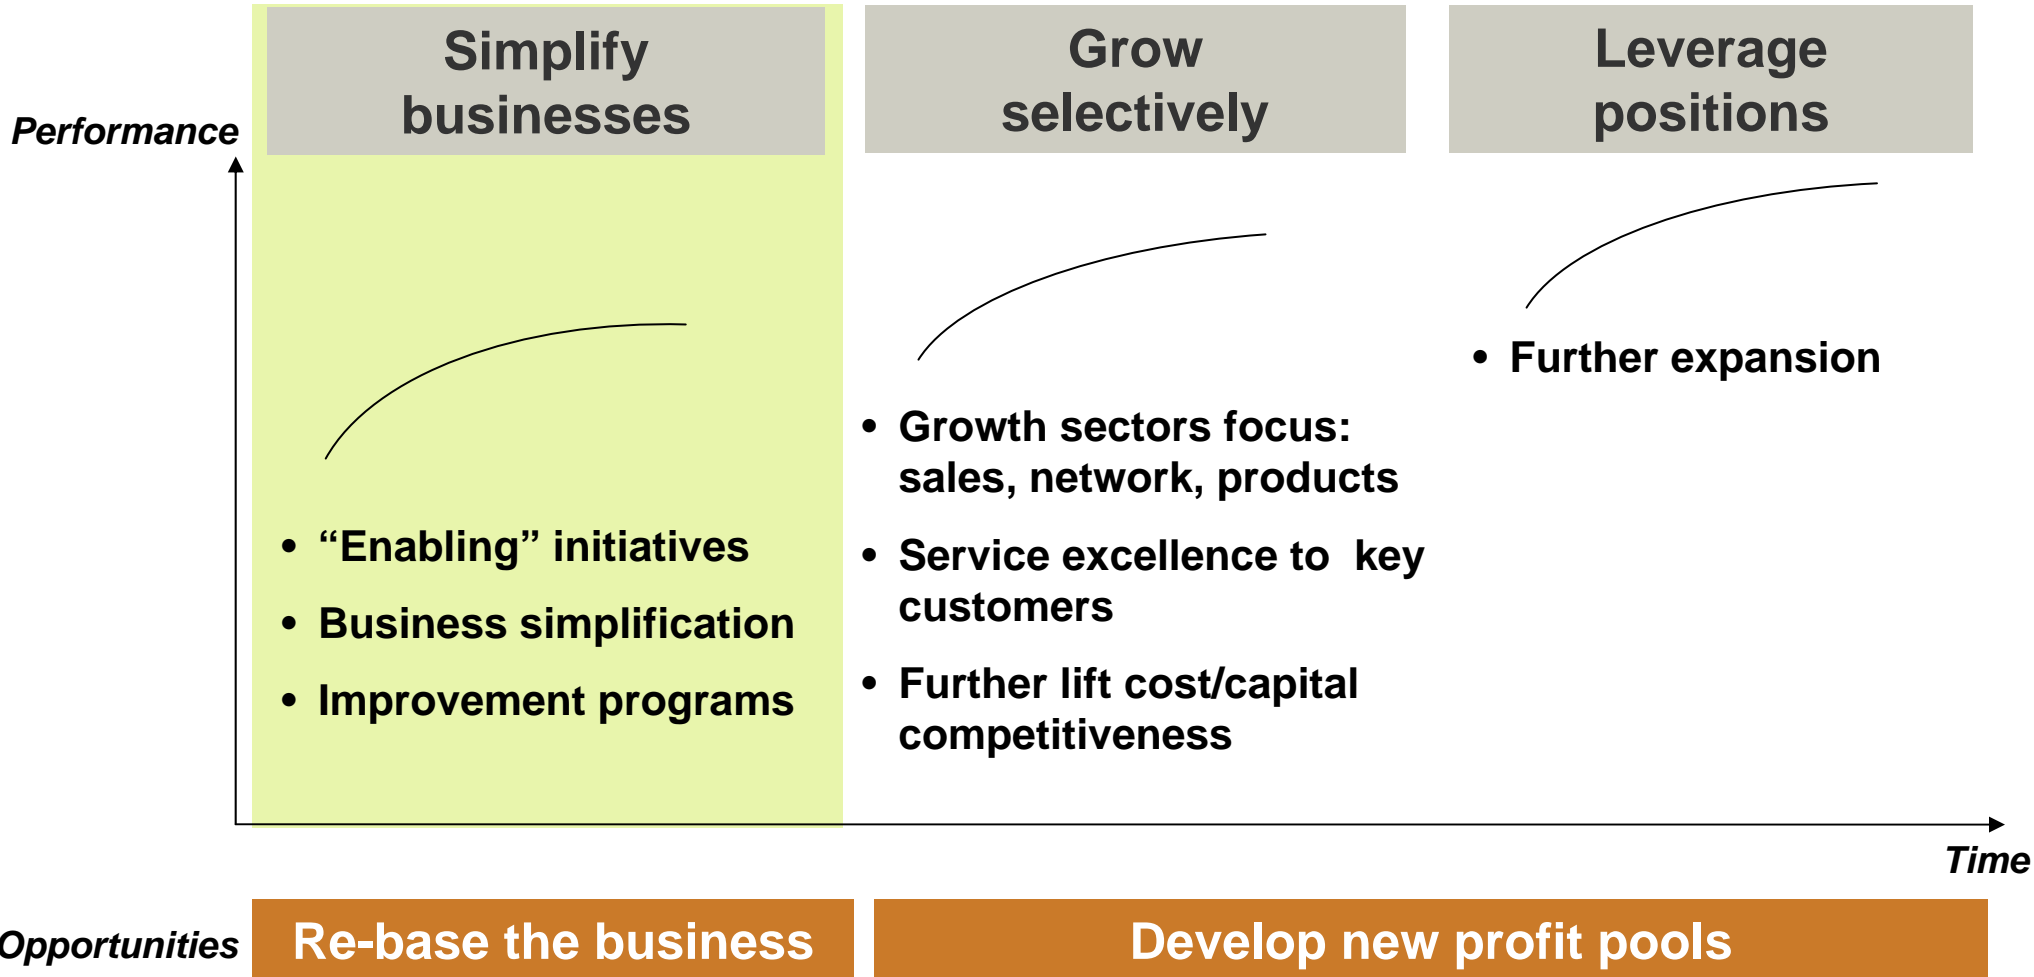 Simplify
businesses
Grow
selectively
Leverage
positions
Performance
• “Enabling” initiatives
• Business simplification
• Improvement programs
• Growth sectors focus:
sales, network, products
• Service excellence to  key
customers
• Further lift cost/capital
competitiveness
• Further expansion
Time
Opportunities
Re-base the business
Develop new profit pools